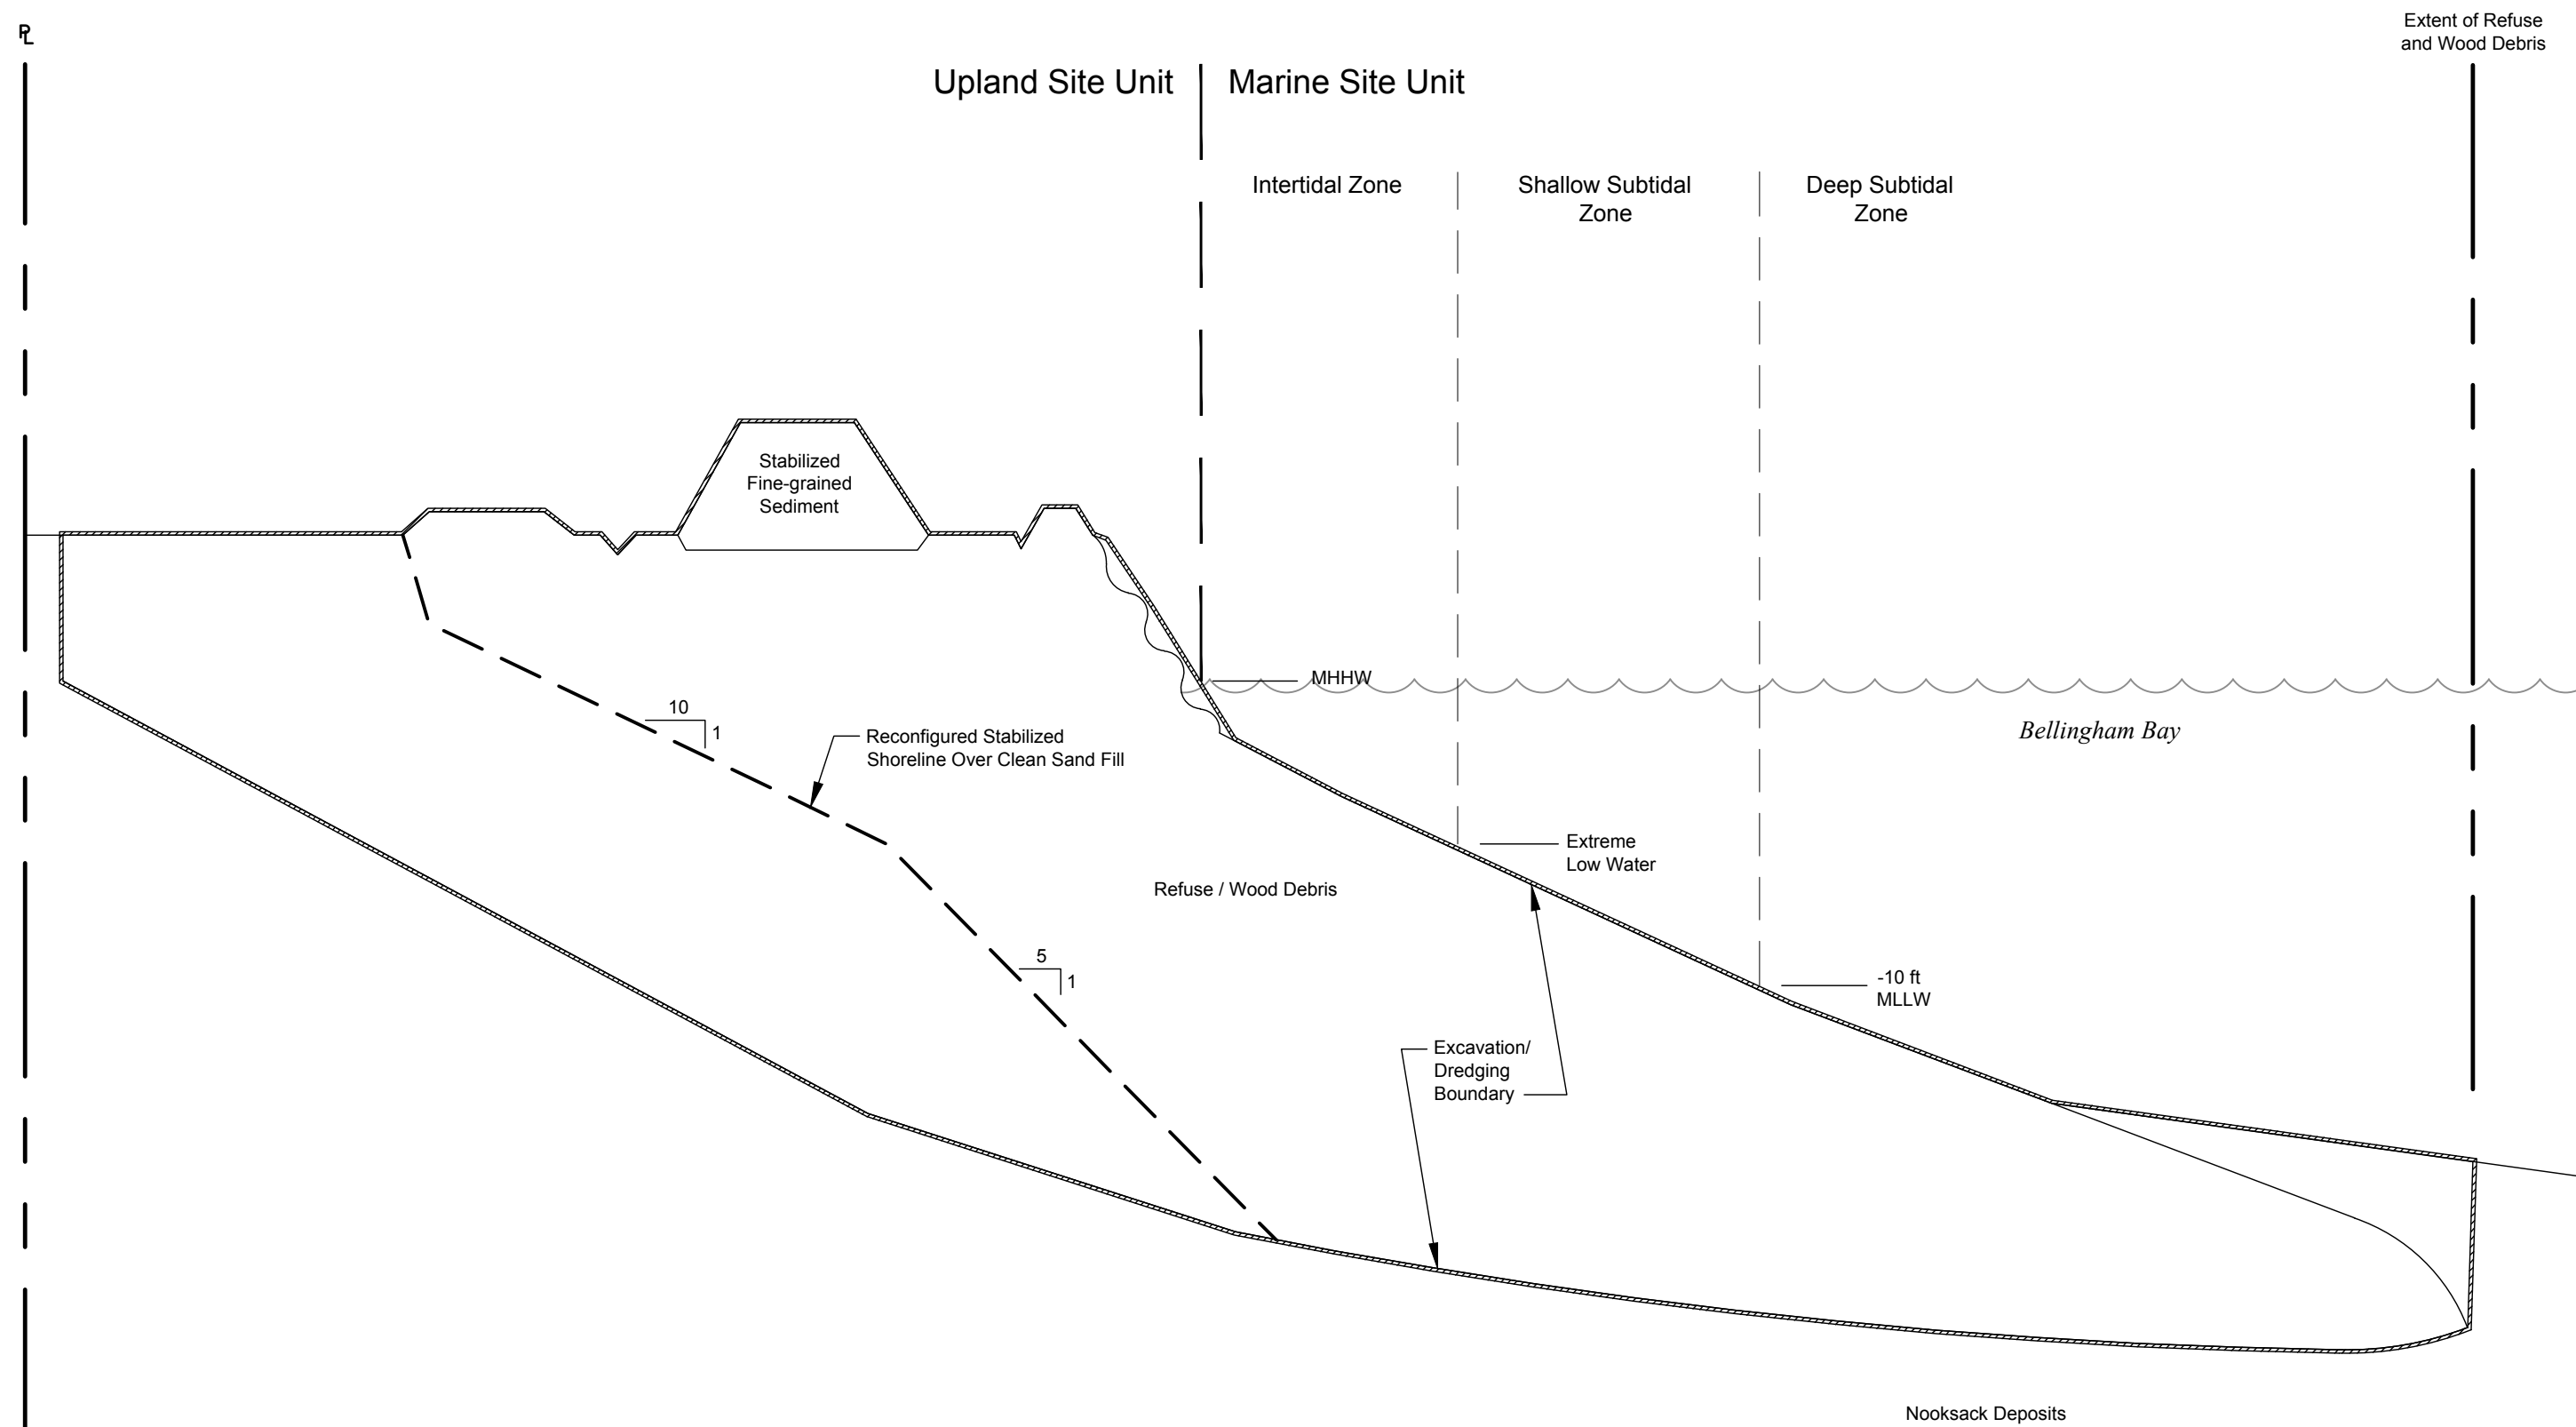 PL
Extent of Refuse
and Wood Debris
Upland Site Unit
Marine Site Unit
Intertidal Zone
Shallow Subtidal
Zone
Deep Subtidal
Zone
Stabilized
Fine-grained
Sediment
MHHW
10
1
Reconfigured Stabilized
Shoreline Over Clean Sand Fill
Bellingham Bay
Extreme
Low Water
Refuse / Wood Debris
5
1
-10 ft
MLLW
Excavation/
Dredging
Boundary
Nooksack Deposits